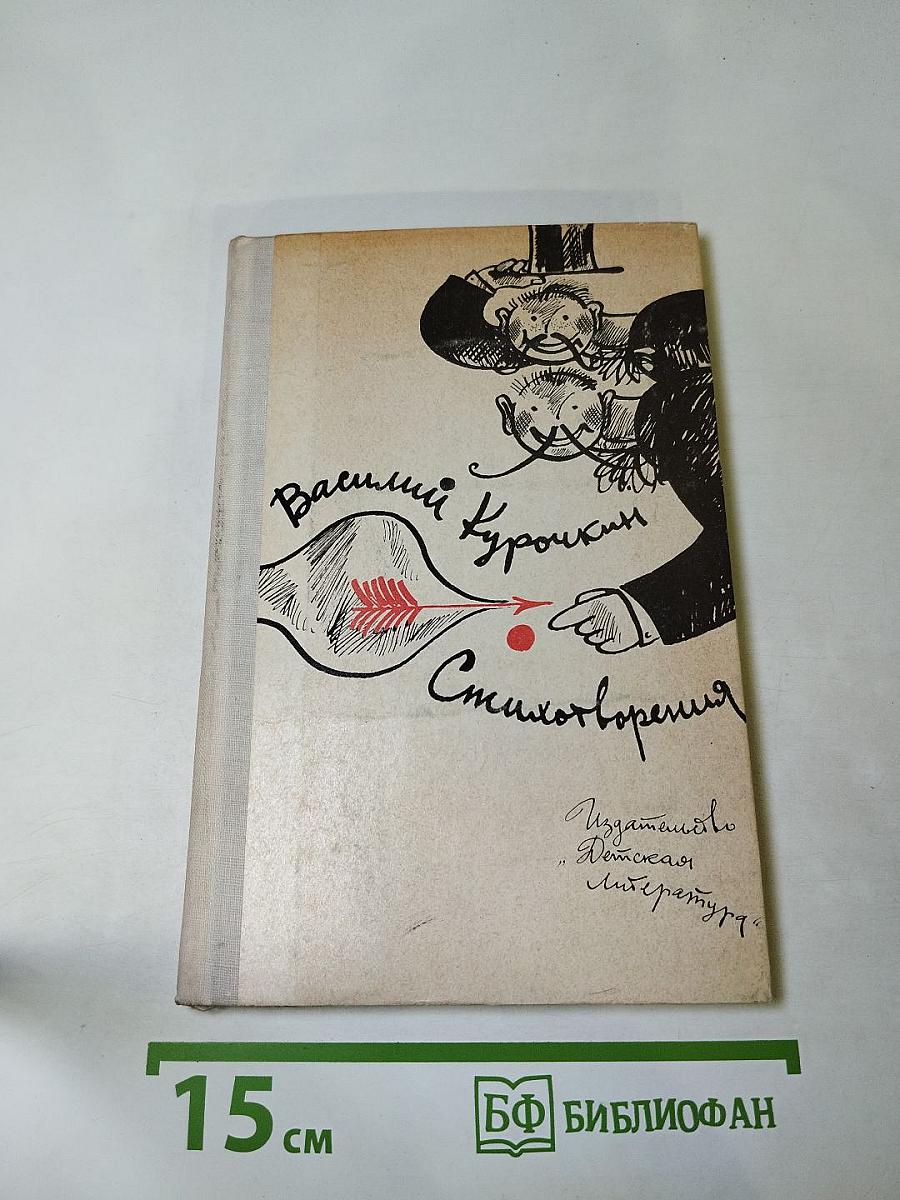 Василий Курочкин
Стихотворения
Издательство
„Детская
Литература“
15 см
БФ БИБЛИОФАН